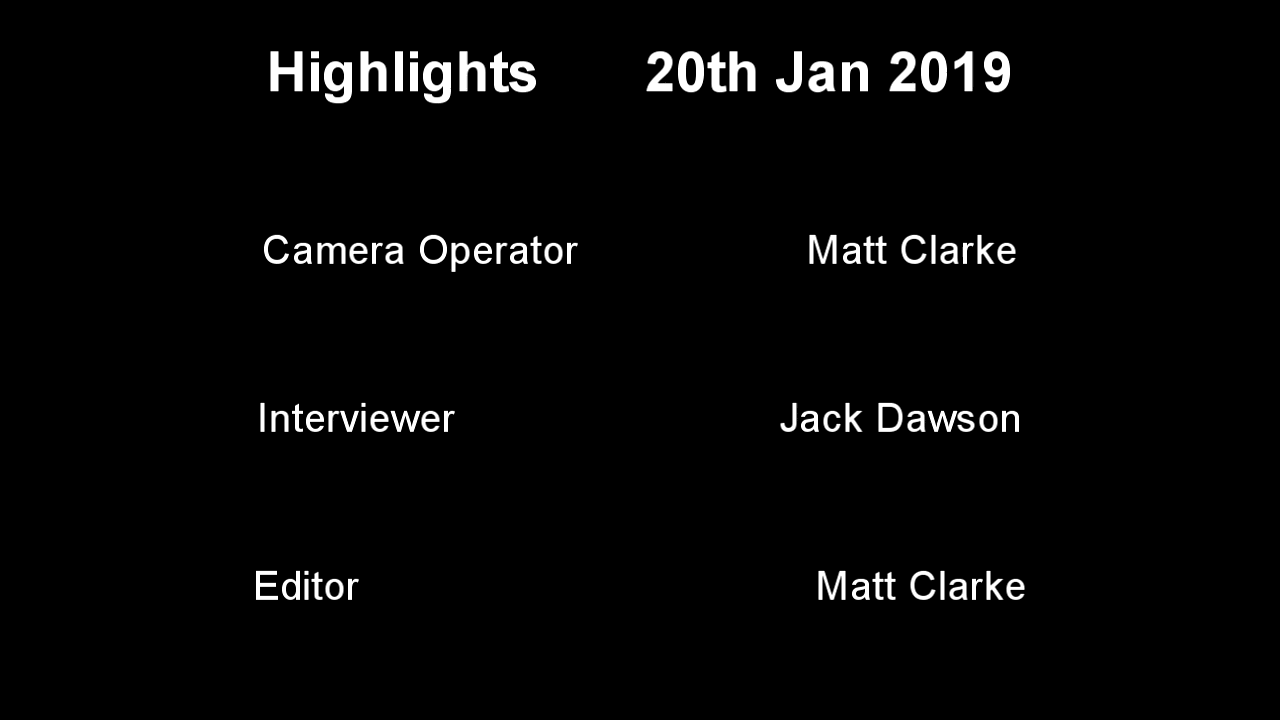 Highlights 20th Jan 2019
Camera Operator Matt Clarke
Interviewer Jack Dawson
Editor Matt Clarke